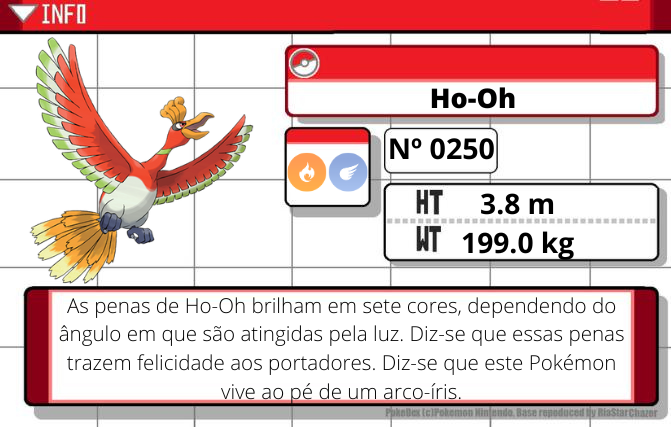 INFO
Ho-Oh
Nº 0250
HT 3.8 m
WT 199.0 kg
As penas de Ho-Oh brilham em sete cores, dependendo do
ângulo em que são atingidas pela luz. Diz-se que essas penas
trazem felicidade aos portadores. Diz-se que este Pokémon
vive ao pé de um arco-íris.
PokeDex (c)Pokemon Nintendo. Base reproduced by RiaStarChazer